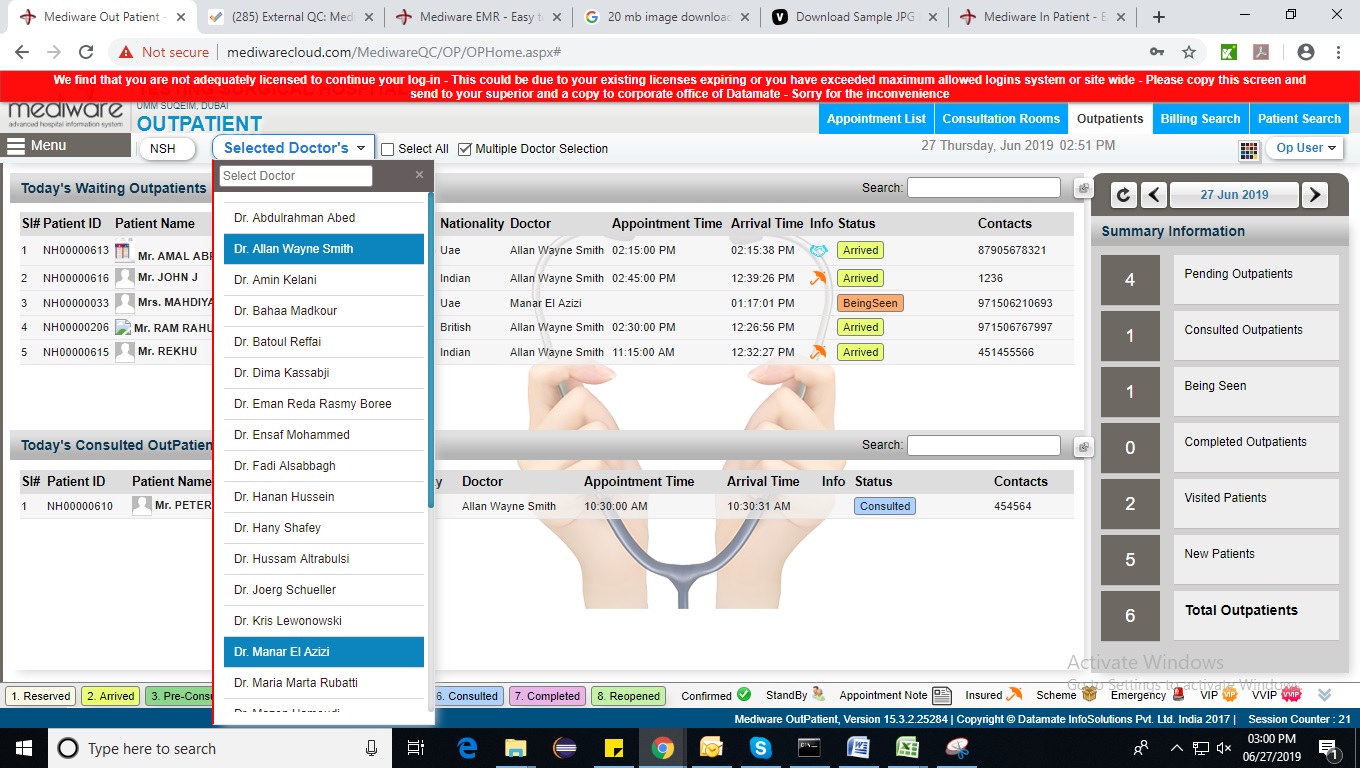 Mediware Out Patient -
(285) External QC: Med
Mediware EMR - Easy t
20 mb image download
Download Sample JPG
Mediware In Patient - E
Not secure | mediwarecloud.com/MediwareQC/OP/OPHome.aspx#
We find that you are not adequately licensed to continue your log-in - This could be due to your existing licenses expiring or you have exceeded maximum allowed logins system or site wide - Please copy this screen and
send to your superior and a copy to corporate office of Datamate - Sorry for the inconvenience
mediware
advanced hospital information system
UMM SUQEIM, DUBAI
OUTPATIENT
Appointment List
Consultation Rooms
Outpatients
Billing Search
Patient Search
Menu
NSH
Selected Doctor's
Select All
Multiple Doctor Selection
27 Thursday, Jun 2019 02:51 PM
Op User
Select Doctor
×
Dr. Abdulrahman Abed
Dr. Allan Wayne Smith
Dr. Amin Kelani
Dr. Bahaa Madkour
Dr. Batoul Reffai
Dr. Dima Kassabji
Dr. Eman Reda Rasmy Boree
Dr. Ensaf Mohammed
Dr. Fadi Alsabbagh
Dr. Hanan Hussein
Dr. Hany Shafey
Dr. Hussam Altrabulsi
Dr. Joerg Schueller
Dr. Kris Lewonowski
Dr. Manar El Azizi
Dr. Maria Marta Rubatti
Today's Waiting Outpatients
Search:
Sl# Patient ID Patient Name Nationality Doctor Appointment Time Arrival Time Info Status Contacts
1 NH00000613 Mr. AMAL ABF Uae Allan Wayne Smith 02:15:00 PM 02:15:38 PM Arrived 87905678321
2 NH00000616 Mr. JOHN J Indian Allan Wayne Smith 02:45:00 PM 12:39:26 PM Arrived 1236
3 NH00000033 Mrs. MAHDIYA Uae Manar El Azizi 01:17:01 PM BeingSeen 971506210693
4 NH00000206 Mr. RAM RAHU British Allan Wayne Smith 02:30:00 PM 12:26:56 PM Arrived 971506767997
5 NH00000615 Mr. REKHU Indian Allan Wayne Smith 11:15:00 AM 12:32:27 PM Arrived 451455566
Today's Consulted OutPatien
Search:
Sl# Patient ID Patient Name y Doctor Appointment Time Arrival Time Info Status Contacts
1 NH00000610 Mr. PETER Allan Wayne Smith 10:30:00 AM 10:30:31 AM Consulted 454564
27 Jun 2019
Summary Information
4 Pending Outpatients
1 Consulted Outpatients
1 Being Seen
0 Completed Outpatients
2 Visited Patients
5 New Patients
6 Total Outpatients
Activate Windows
Go to Settings to activate Windows.
1. Reserved
2. Arrived
3. Pre-Consu
6. Consulted
7. Completed
8. Reopened
Confirmed
StandBy
Appointment Note
Insured
Scheme
Emergency
VIP
VVIP
Mediware OutPatient, Version 15.3.2.25284 | Copyright © Datamate InfoSolutions Pvt. Ltd. India 2017 | Session Counter : 21
Type here to search
03:00 PM
06/27/2019
1